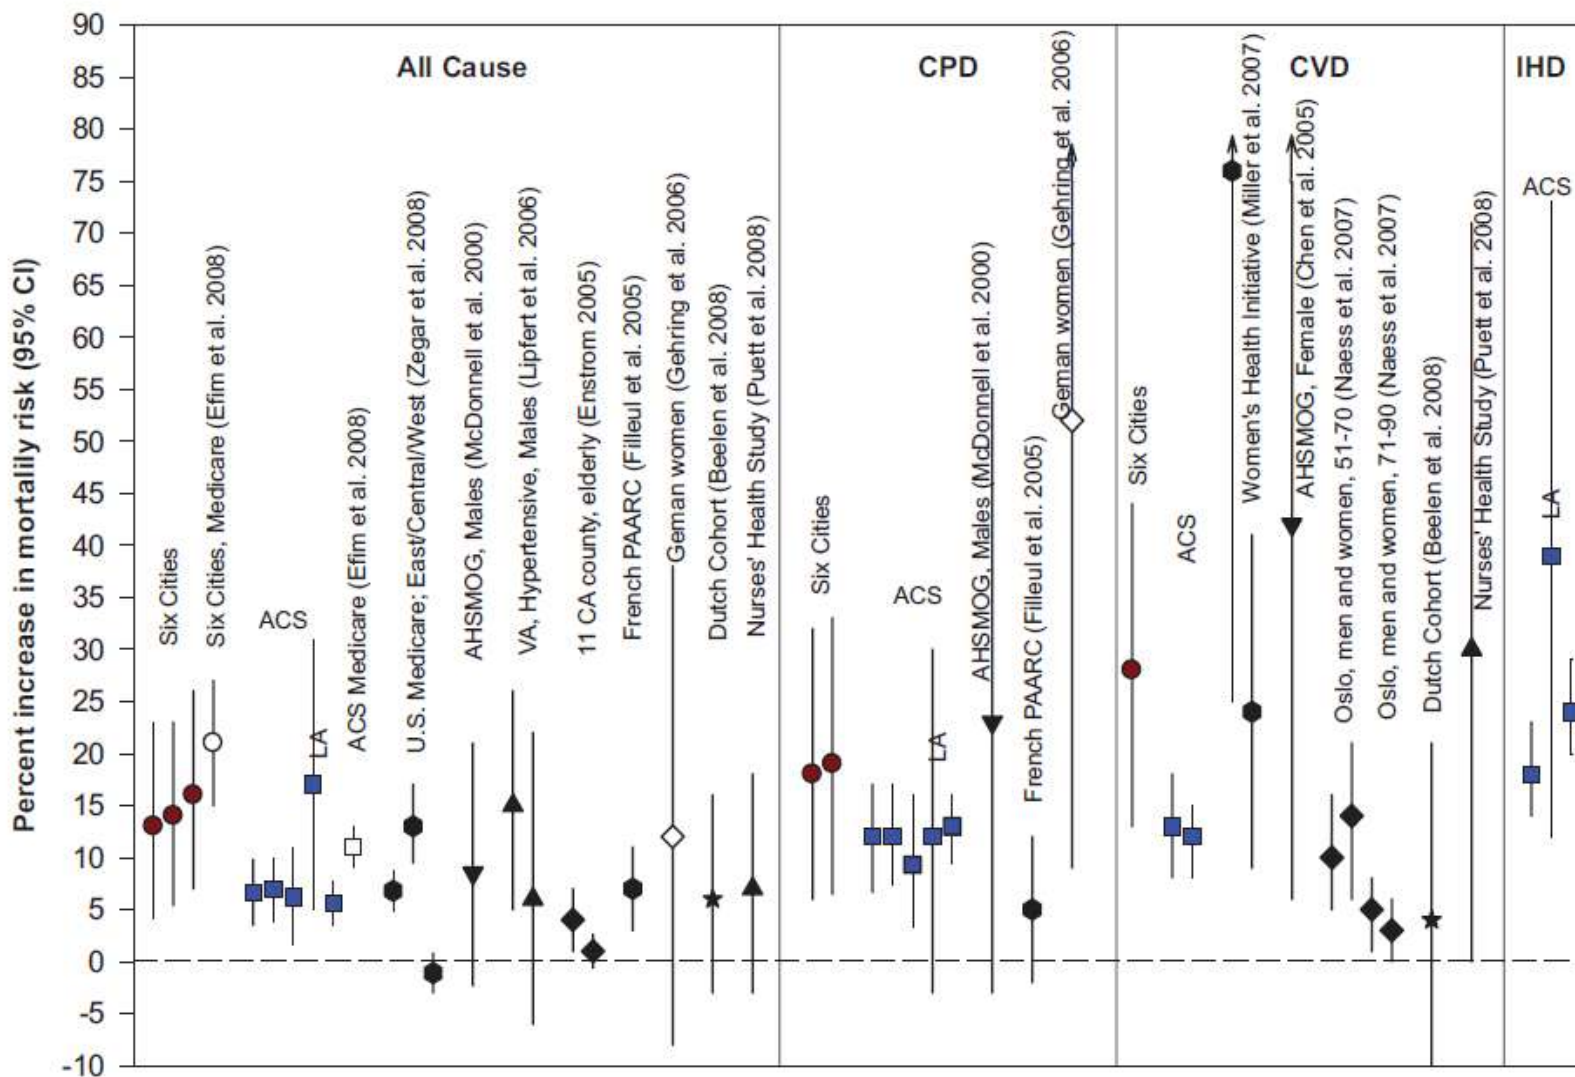 90
85
80
75
70
65
60
55
50
45
40
35
30
25
20
15
10
5
0
-5
-10
Percent increase in mortality risk (95% CI)
All Cause
Six Cities
Six Cities, Medicare (Efim et al. 2008)
ACS
LA
ACS Medicare (Efim et al. 2008)
U.S. Medicare; East/Central/West (Zegar et al. 2008)
AHSMOG, Males (McDonnell et al. 2000)
VA, Hypertensive, Males (Lipfert et al. 2006)
11 CA county, elderly (Enstrom 2005)
French PAARC (Filleul et al. 2005)
Geman women (Gehring et al. 2006)
Dutch Cohort (Beelen et al. 2008)
Nurses' Health Study (Puett et al. 2008)
CPD
Six Cities
ACS
LA
AHSMOG, Males (McDonnell et al. 2000)
French PAARC (Filleul et al. 2005)
Geman women (Gehring et al. 2006)
CVD
Six Cities
ACS
Women's Health Initiative (Miller et al. 2007)
AHSMOG, Female (Chen et al. 2005)
Oslo, men and women, 51-70 (Naess et al. 2007)
Oslo, men and women, 71-90 (Naess et al. 2007)
Dutch Cohort (Beelen et al. 2008)
Nurses' Health Study (Puett et al. 2008)
IHD
ACS
LA